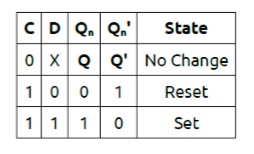 C D Qₙ Qₙ' State
0 X Q Q' No Change
1 0 0 1 Reset
1 1 1 0 Set